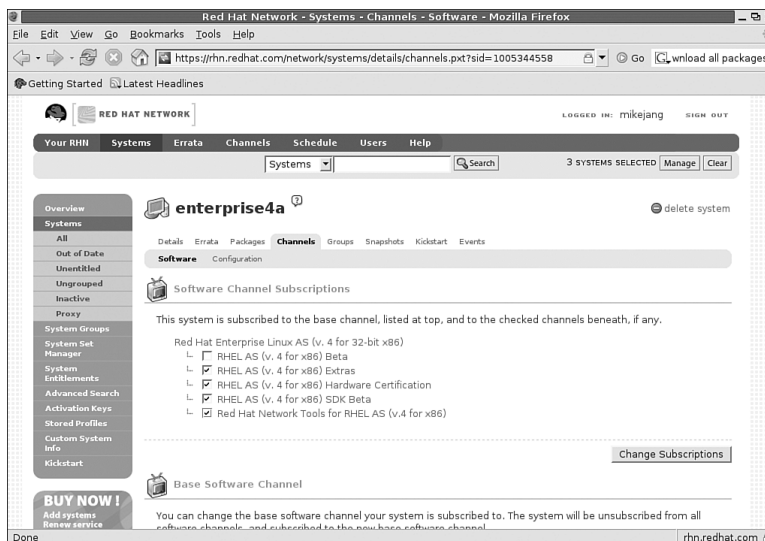 Red Hat Network - Systems - Channels - Software - Mozilla Firefox
File Edit View Go Bookmarks Tools Help
https://rhn.redhat.com/network/systems/details/channels.pxt?sid=1005344558 Go wnload all packages
Getting Started Latest Headlines
RED HAT NETWORK LOGGED IN: mikejang SIGN OUT
Your RHN Systems Errata Channels Schedule Users Help
Systems Search 3 SYSTEMS SELECTED Manage Clear
Overview
Systems
All
Out of Date
Unentitled
Ungrouped
Inactive
Proxy
System Groups
System Set
Manager
System
Entitlements
Advanced Search
Activation Keys
Stored Profiles
Custom System
Info
Kickstart
BUY NOW!
Add systems
Renew service
enterprise4a ? delete system
Details Errata Packages Channels Groups Snapshots Kickstart Events
Software Configuration
Software Channel Subscriptions
This system is subscribed to the base channel, listed at top, and to the checked channels beneath, if any.
Red Hat Enterprise Linux AS (v. 4 for 32-bit x86)
RHEL AS (v. 4 for x86) Beta
RHEL AS (v. 4 for x86) Extras
RHEL AS (v. 4 for x86) Hardware Certification
RHEL AS (v. 4 for x86) SDK Beta
Red Hat Network Tools for RHEL AS (v.4 for x86)
Change Subscriptions
Base Software Channel
You can change the base software channel your system is subscribed to. The system will be unsubscribed from all
software channels, and subscribed to the new base software channel.
Done rhn.redhat.com